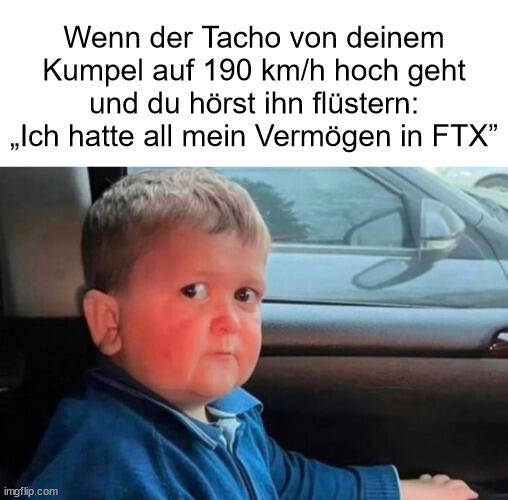 Wenn der Tacho von deinem
Kumpel auf 190 km/h hoch geht
und du hörst ihn flüstern:
„Ich hatte all mein Vermögen in FTX”
imgflip.com